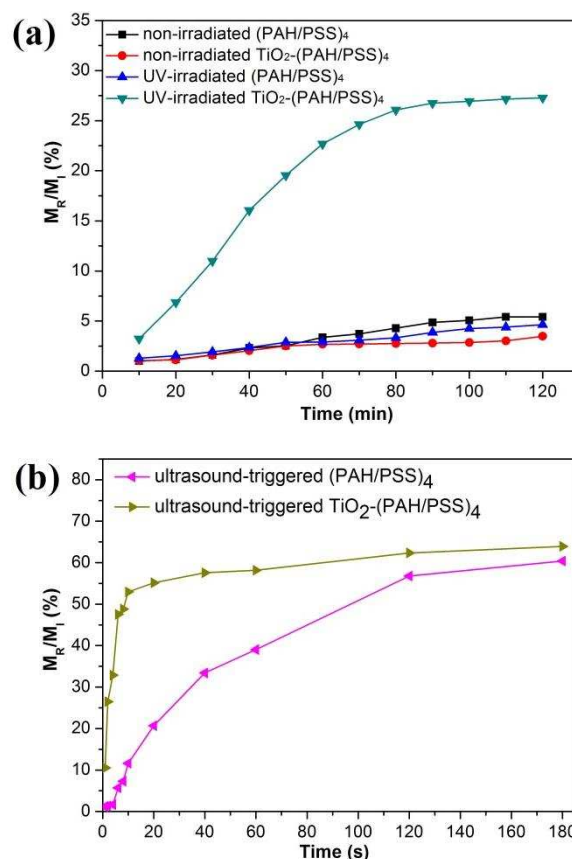 (a)
non-irradiated (PAH/PSS)₄
non-irradiated TiO₂-(PAH/PSS)₄
UV-irradiated (PAH/PSS)₄
UV-irradiated TiO₂-(PAH/PSS)₄
35
30
25
20
15
10
5
0
M_R/M_I (%)
0 20 40 60 80 100 120
Time (min)
(b)
ultrasound-triggered (PAH/PSS)₄
ultrasound-triggered TiO₂-(PAH/PSS)₄
80
70
60
50
40
30
20
10
0
M_R/M_I (%)
0 20 40 60 80 100 120 140 160 180
Time (s)